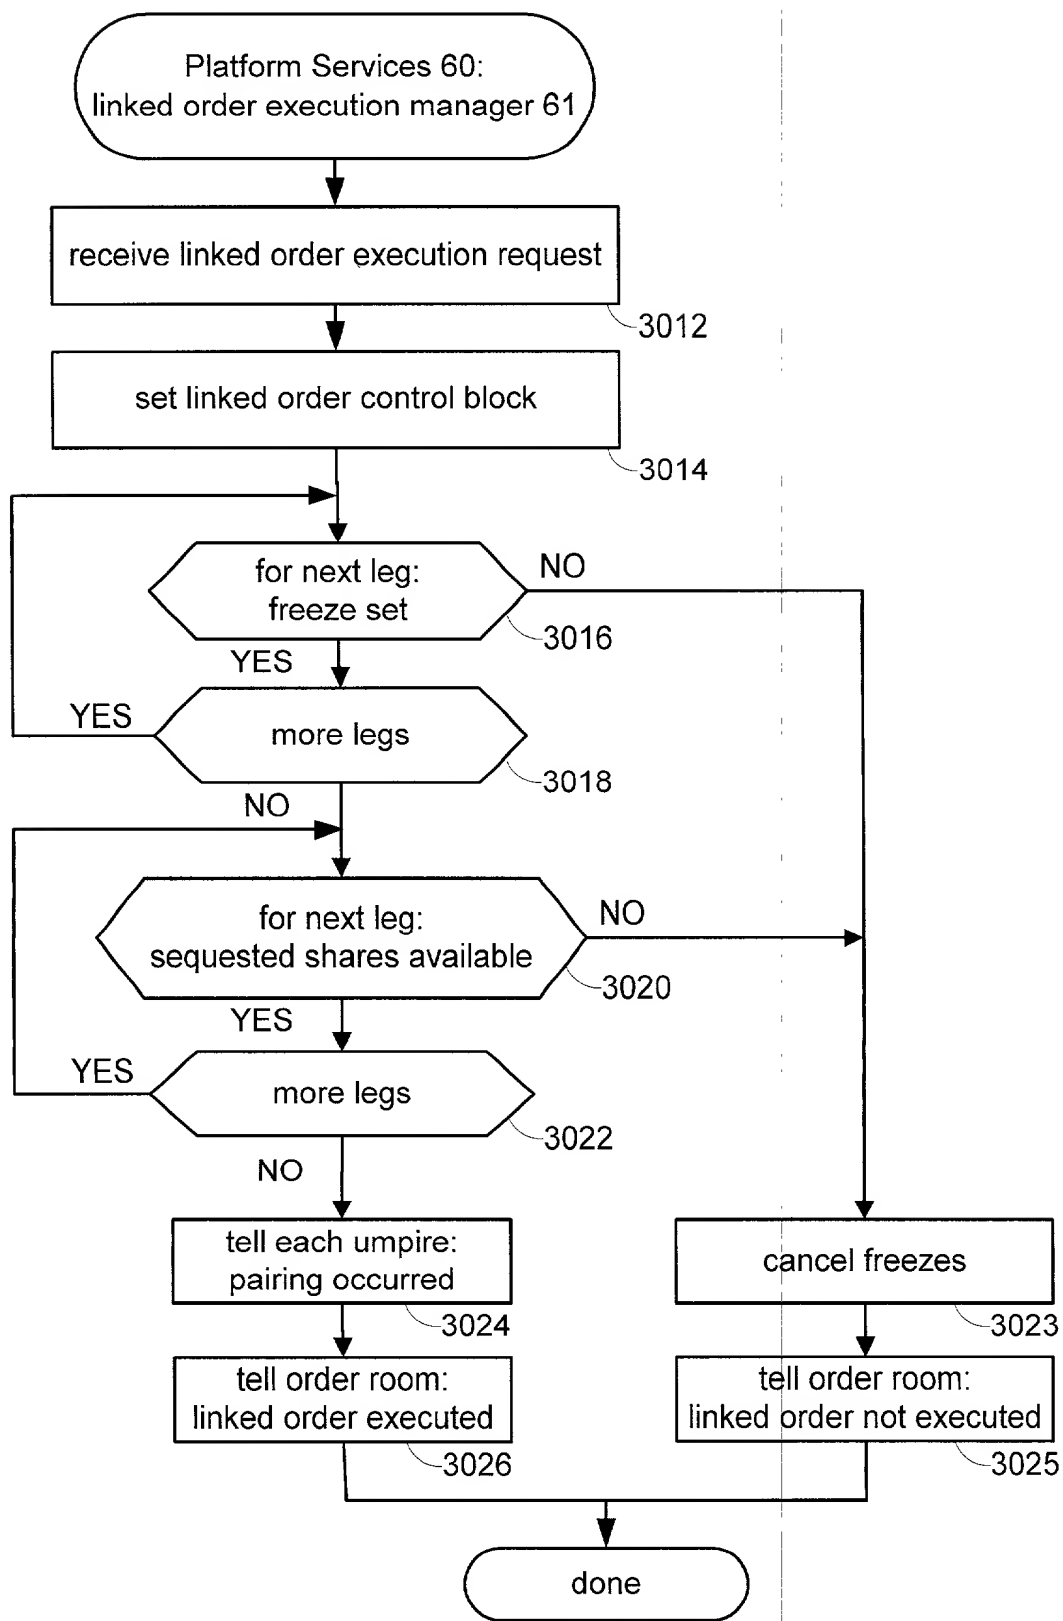 Platform Services 60:
linked order execution manager 61
receive linked order execution request
3012
set linked order control block
3014
for next leg:
freeze set
NO
3016
YES
more legs
YES
3018
NO
for next leg:
sequested shares available
NO
3020
YES
more legs
YES
3022
NO
tell each umpire:
pairing occurred
3024
cancel freezes
3023
tell order room:
linked order executed
3026
tell order room:
linked order not executed
3025
done